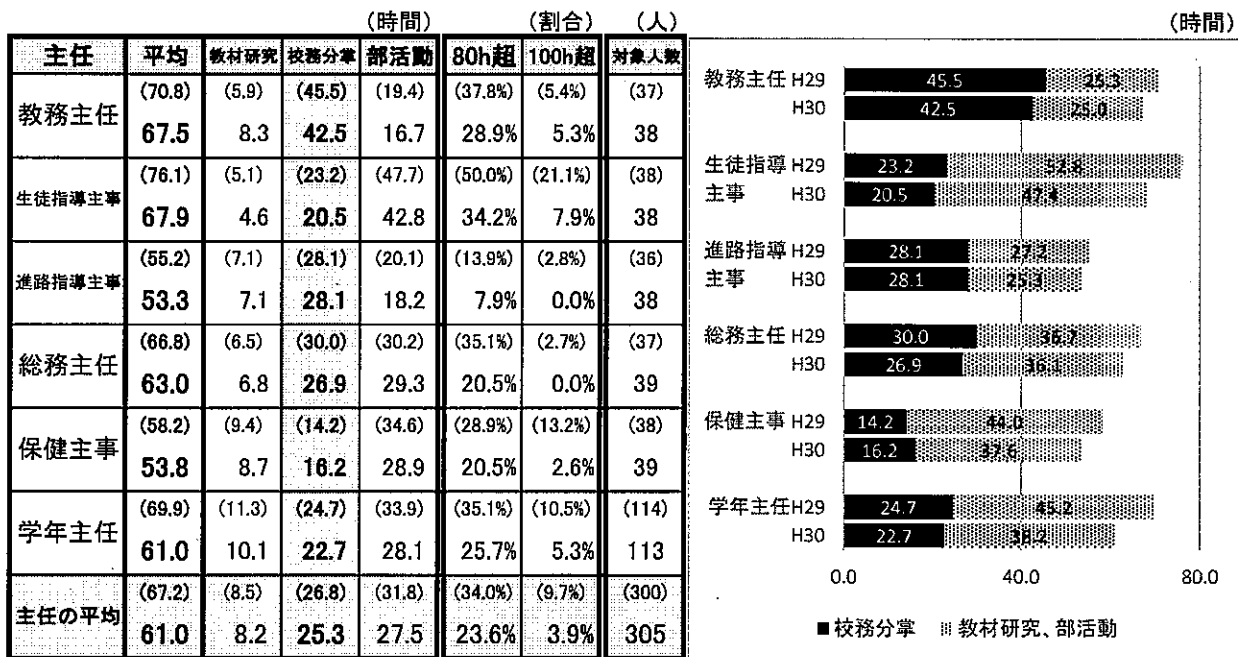 (時間) (割合) (人)
主任 平均 教材研究 校務分掌 部活動 80h超 100h超 対象人数
教務主任 (70.8) (5.9) (45.5) (19.4) (37.8%) (5.4%) (37)
67.5 8.3 42.5 16.7 28.9% 5.3% 38
生徒指導主事 (76.1) (5.1) (23.2) (47.7) (50.0%) (21.1%) (38)
67.9 4.6 20.5 42.8 34.2% 7.9% 38
進路指導主事 (55.2) (7.1) (28.1) (20.1) (13.9%) (2.8%) (36)
53.3 7.1 28.1 18.2 7.9% 0.0% 38
総務主任 (66.8) (6.5) (30.0) (30.2) (35.1%) (2.7%) (37)
63.0 6.8 26.9 29.3 20.5% 0.0% 39
保健主事 (58.2) (9.4) (14.2) (34.6) (28.9%) (13.2%) (38)
53.8 8.7 16.2 28.9 20.5% 2.6% 39
学年主任 (69.9) (11.3) (24.7) (33.9) (35.1%) (10.5%) (114)
61.0 10.1 22.7 28.1 25.7% 5.3% 113
主任の平均 (67.2) (8.5) (26.8) (31.8) (34.0%) (9.7%) (300)
61.0 8.2 25.3 27.5 23.6% 3.9% 305
(時間)
教務主任 H29 45.5 25.3
H30 42.5 25.0
生徒指導 H29 23.2 52.8
主事 H30 20.5 47.4
進路指導 H29 28.1 27.2
主事 H30 28.1 25.3
総務主任 H29 30.0 36.7
H30 26.9 36.1
保健主事 H29 14.2 44.0
H30 16.2 37.6
学年主任H29 24.7 45.2
H30 22.7 38.2
0.0 40.0 80.0
■校務分掌 教材研究、部活動